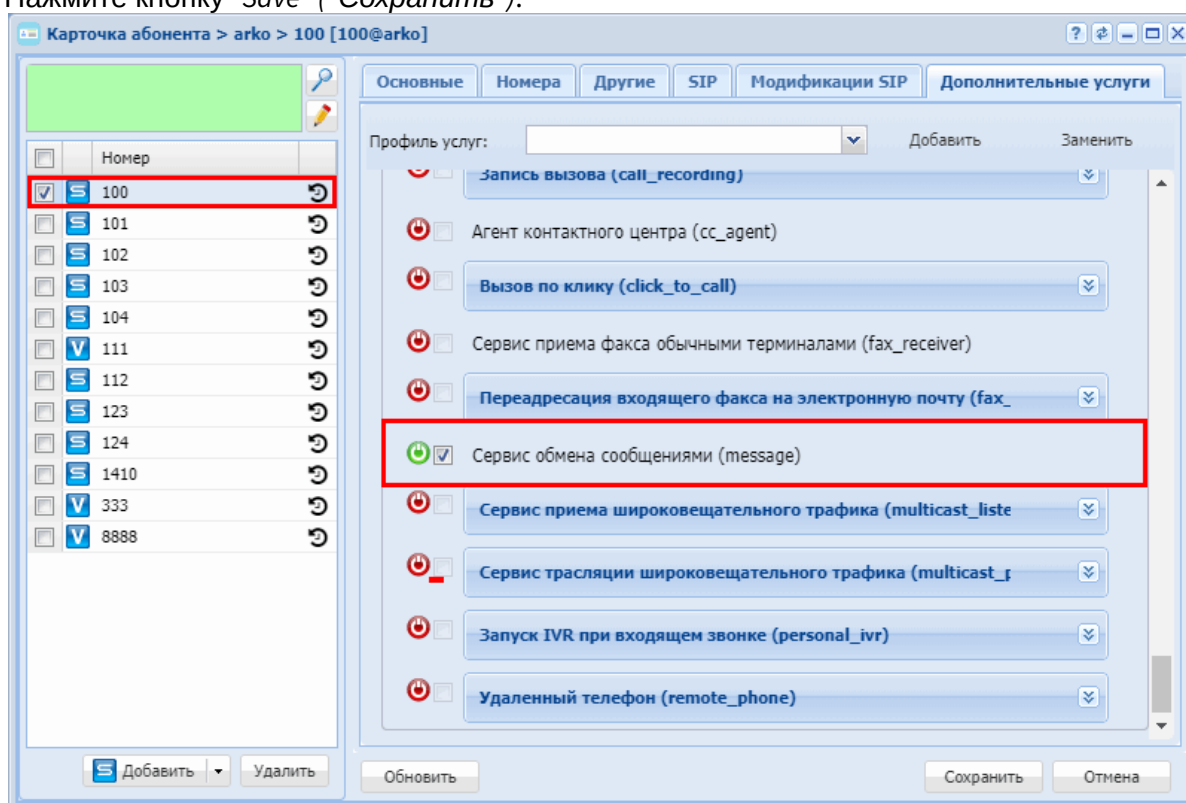 Нажмите кнопку "Save" ("Сохранить").
Карточка абонента > arko > 100 [100@arko]
Основные Номера Другие SIP Модификации SIP Дополнительные услуги
Профиль услуг: Добавить Заменить
Номер
100
101
102
103
104
111
112
123
124
1410
333
8888
Запись вызова (call_recording)
Агент контактного центра (cc_agent)
Вызов по клику (click_to_call)
Сервис приема факса обычными терминалами (fax_receiver)
Переадресация входящего факса на электронную почту (fax_
Сервис обмена сообщениями (message)
Сервис приема широковещательного трафика (multicast_liste
Сервис трасляции широковещательного трафика (multicast_p
Запуск IVR при входящем звонке (personal_ivr)
Удаленный телефон (remote_phone)
Добавить Удалить
Обновить Сохранить Отмена